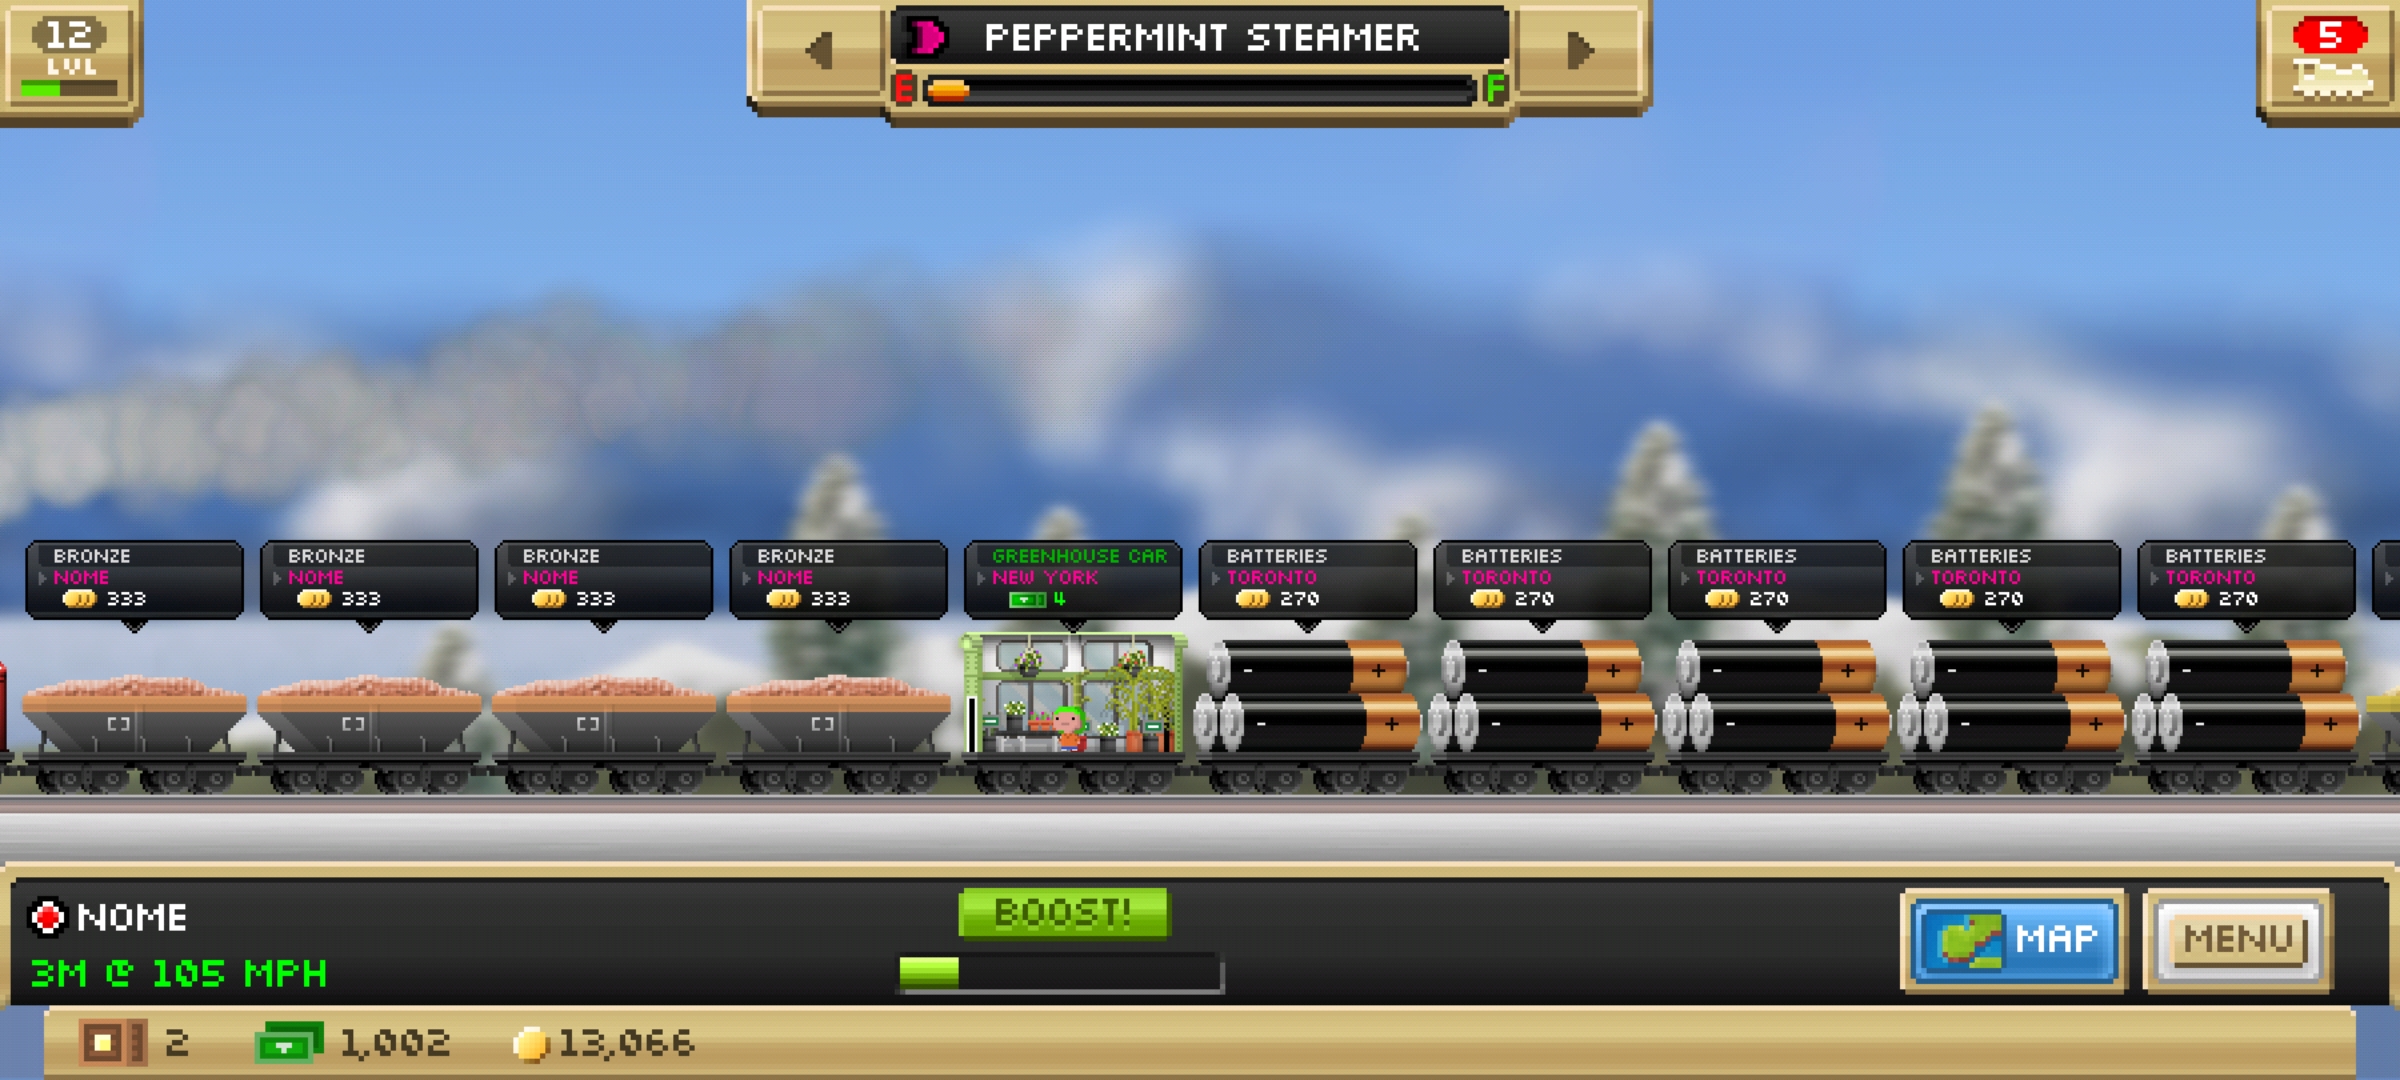 12
LVL
PEPPERMINT STEAMER
E F
5
BRONZE
NOME
333
BRONZE
NOME
333
BRONZE
NOME
333
BRONZE
NOME
333
GREENHOUSE CAR
NEW YORK
4
BATTERIES
TORONTO
270
BATTERIES
TORONTO
270
BATTERIES
TORONTO
270
BATTERIES
TORONTO
270
BATTERIES
TORONTO
270
- +
- +
- +
- +
- +
- +
- +
- +
- +
- +
NOME
3M @ 105 MPH
BOOST!
MAP
MENU
2
1,002
13,066